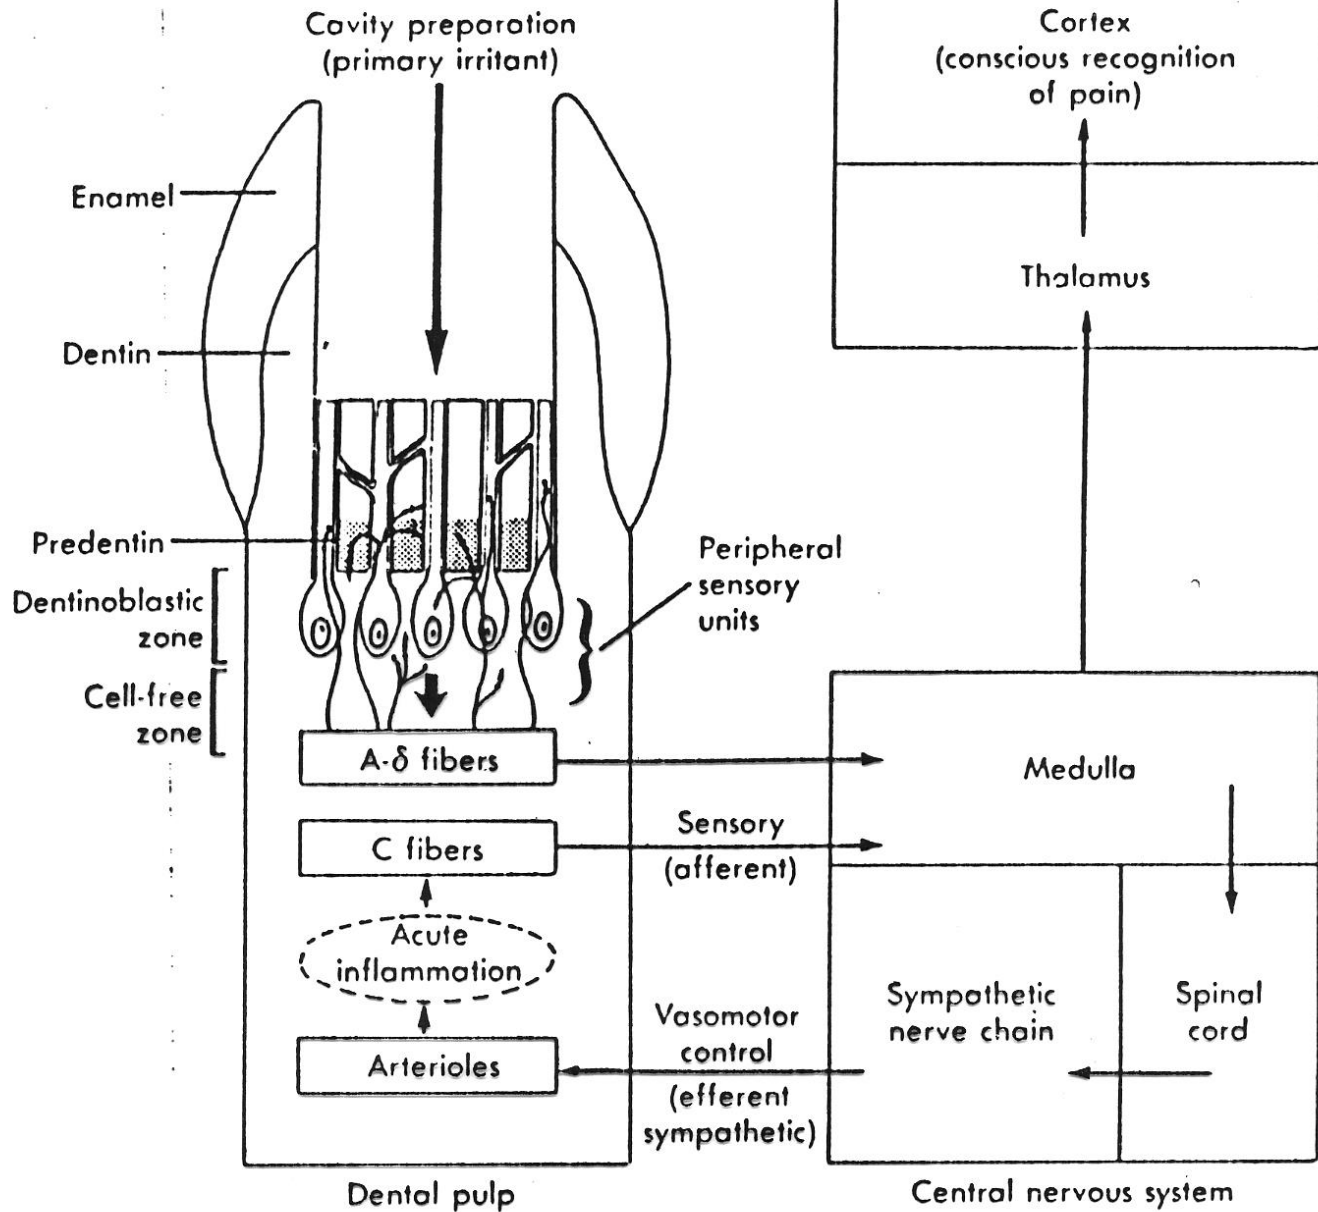 Cavity preparation
(primary irritant)
Enamel
Dentin
Predentin
Dentinoblastic
zone
Cell-free
zone
Peripheral
sensory
units
A-δ fibers
C fibers
Acute
inflammation
Arterioles
Dental pulp
Sensory
(afferent)
Vasomotor
control
(efferent
sympathetic)
Cortex
(conscious recognition
of pain)
Thalamus
Medulla
Sympathetic
nerve chain
Spinal
cord
Central nervous system